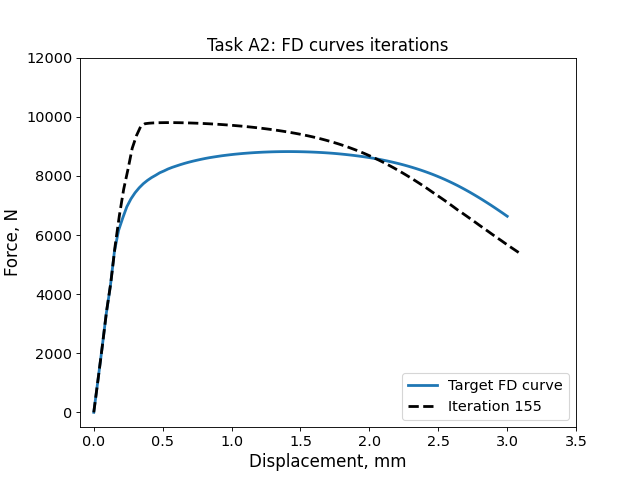 Task A2: FD curves iterations
12000
10000
8000
6000
4000
2000
0
Force, N
Target FD curve
Iteration 155
0.0 0.5 1.0 1.5 2.0 2.5 3.0 3.5
Displacement, mm